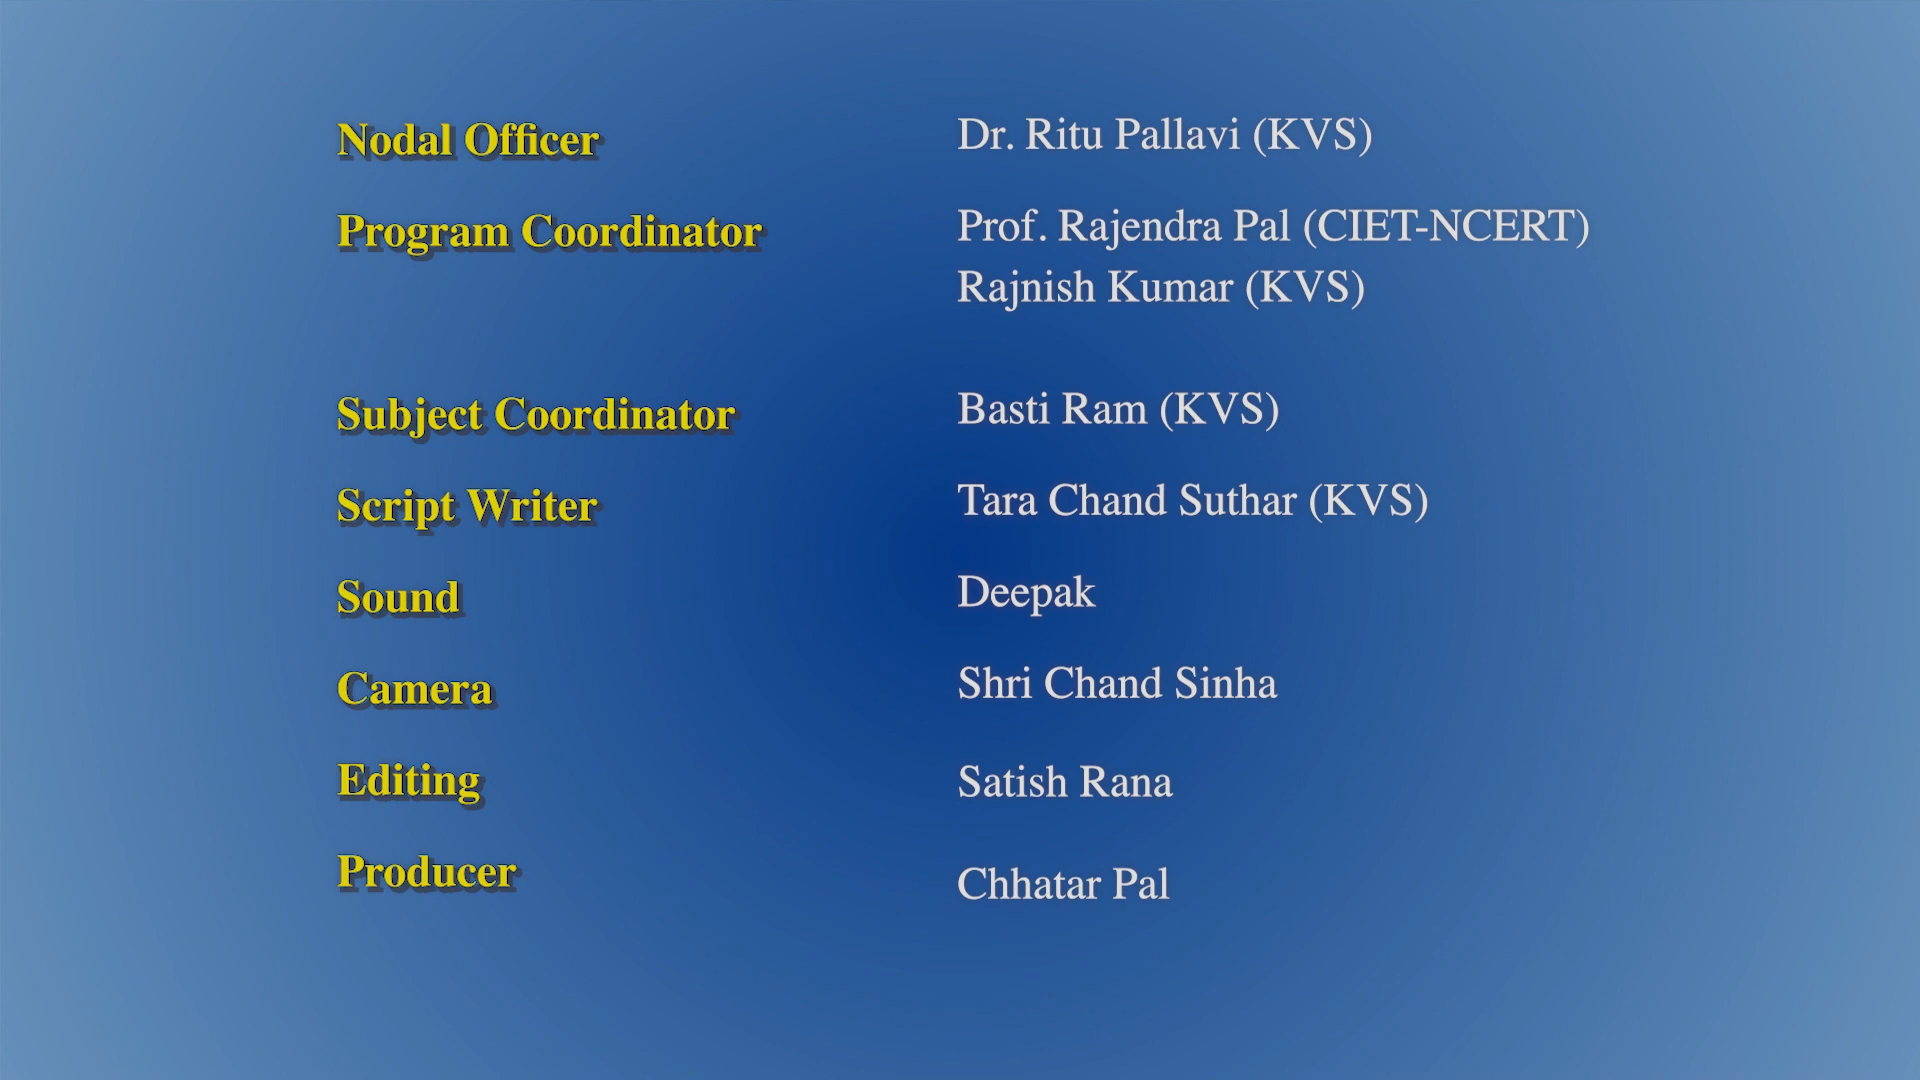 Nodal Officer Dr. Ritu Pallavi (KVS)
Program Coordinator Prof. Rajendra Pal (CIET-NCERT)
Rajnish Kumar (KVS)
Subject Coordinator Basti Ram (KVS)
Script Writer Tara Chand Suthar (KVS)
Sound Deepak
Camera Shri Chand Sinha
Editing Satish Rana
Producer Chhatar Pal